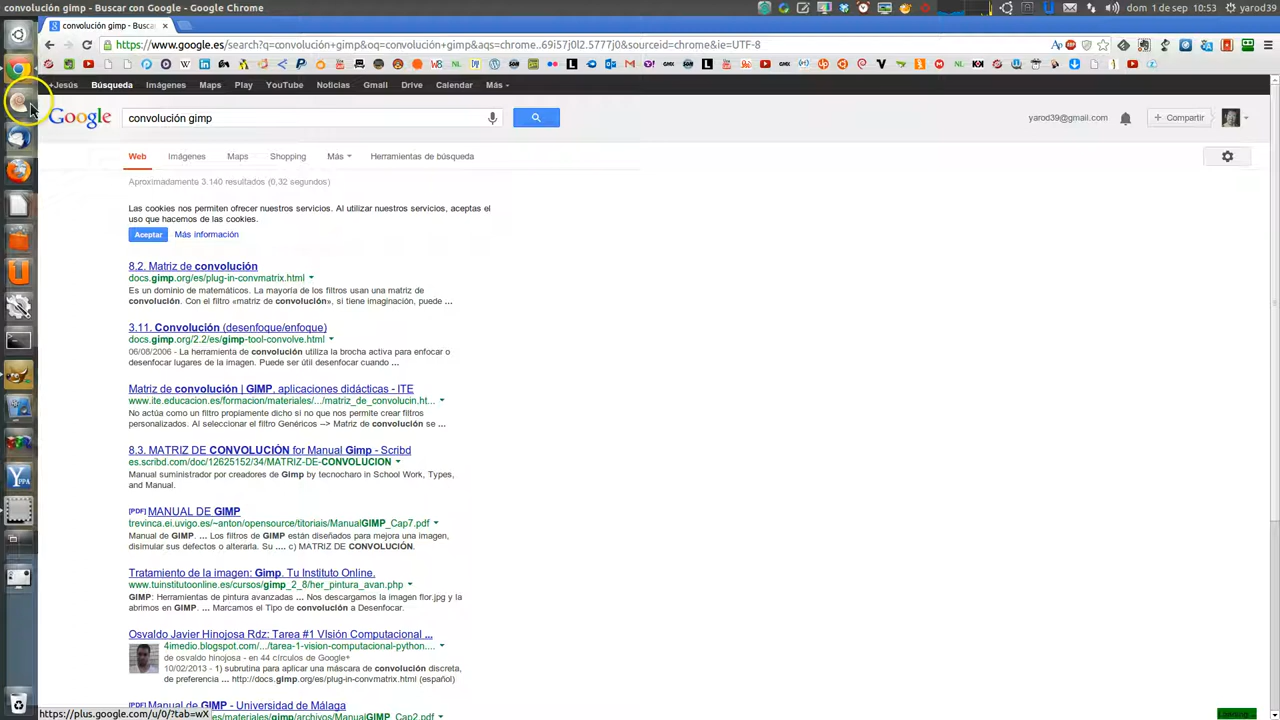 convolución gimp - Buscar con Google - Google Chrome
dom 1 de sep 10:53 yarod39
convolución gimp - Busca
https://www.google.es/search?q=convolución+gimp&oq=convolución+gimp&aqs=chrome..69i57j0l2.5777j0&sourceid=chrome&ie=UTF-8
+Jesús Búsqueda Imágenes Maps Play YouTube Noticias Gmail Drive Calendar Más
Google convolución gimp yarod39@gmail.com + Compartir
Web Imágenes Maps Shopping Más Herramientas de búsqueda
Aproximadamente 3.140 resultados (0,32 segundos)
Las cookies nos permiten ofrecer nuestros servicios. Al utilizar nuestros servicios, aceptas el
uso que hacemos de las cookies.
Aceptar Más información
8.2. Matriz de convolución
docs.gimp.org/es/plug-in-convmatrix.html
Es un dominio de matemáticos. La mayoría de los filtros usan una matriz de
convolución. Con el filtro «matriz de convolución», si tiene imaginación, puede ...
3.11. Convolución (desenfoque/enfoque)
docs.gimp.org/2.2/es/gimp-tool-convolve.html
06/08/2006 - La herramienta de convolución utiliza la brocha activa para enfocar o
desenfocar lugares de la imagen. Puede ser útil desenfocar cuando ...
Matriz de convolución | GIMP, aplicaciones didácticas - ITE
www.ite.educacion.es/formacion/materiales/.../matriz_de_convolucin.ht...
No actúa como un filtro propiamente dicho si no que nos permite crear filtros
personalizados. Al seleccionar el filtro Genéricos --> Matriz de convolución se ...
8.3. MATRIZ DE CONVOLUCIÓN for Manual Gimp - Scribd
es.scribd.com/doc/12625152/34/MATRIZ-DE-CONVOLUCION
Manual suministrador por creadores de Gimp by tecnocharo in School Work, Types,
and Manual.
[PDF] MANUAL DE GIMP
trevinca.ei.uvigo.es/~anton/opensource/titoriais/ManualGIMP_Cap7.pdf
Manual de GIMP. ... Los filtros de GIMP están diseñados para mejora una imagen,
disimular sus defectos o alterarla. Su .... c) MATRIZ DE CONVOLUCIÓN.
Tratamiento de la imagen: Gimp. Tu Instituto Online.
www.tuinstitutoonline.es/cursos/gimp_2_8/her_pintura_avan.php
GIMP: Herramientas de pintura avanzadas ... Nos descargamos la imagen flor.jpg y la
abrimos en GIMP. ... Marcamos el Tipo de convolución a Desenfocar.
Osvaldo Javier Hinojosa Rdz: Tarea #1 VIsión Computacional ...
4imedio.blogspot.com/.../tarea-1-vision-computacional-python....
de osvaldo hinojosa - en 44 círculos de Google+
10/02/2013 - 1) subrutina para aplicar una máscara de convolución discreta,
de preferencia ... http://docs.gimp.org/es/plug-in-convmatrix.html (español)
[PDF] Manual de GIMP - Universidad de Málaga
es/materiales/gimp/archivos/ManualGIMP_Cap2.pdf
https://plus.google.com/u/0/?tab=wX